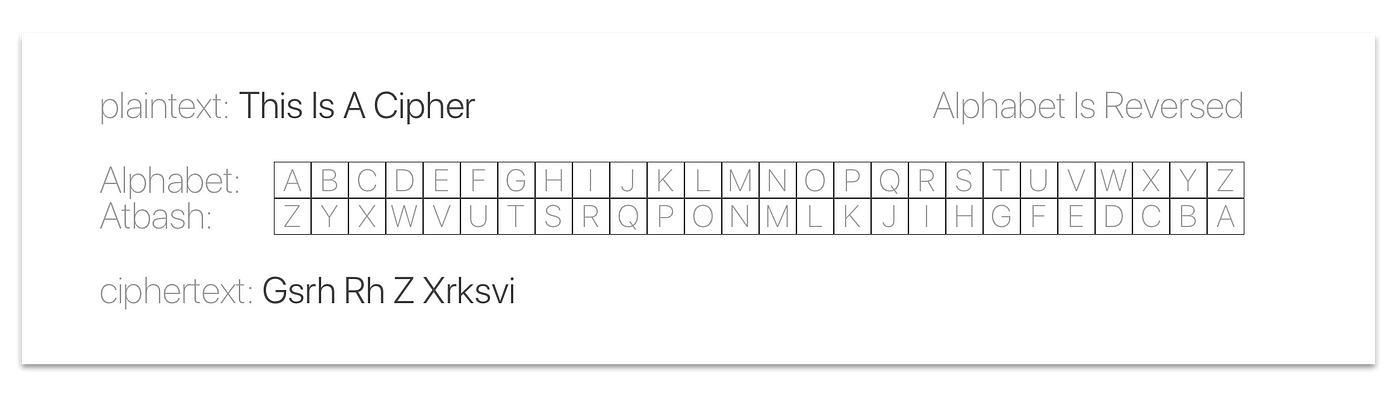 plaintext: This Is A Cipher
Alphabet Is Reversed
Alphabet: A B C D E F G H I J K L M N O P Q R S T U V W X Y Z
Atbash: Z Y X W V U T S R Q P O N M L K J I H G F E D C B A
ciphertext: Gsrh Rh Z Xrksvi